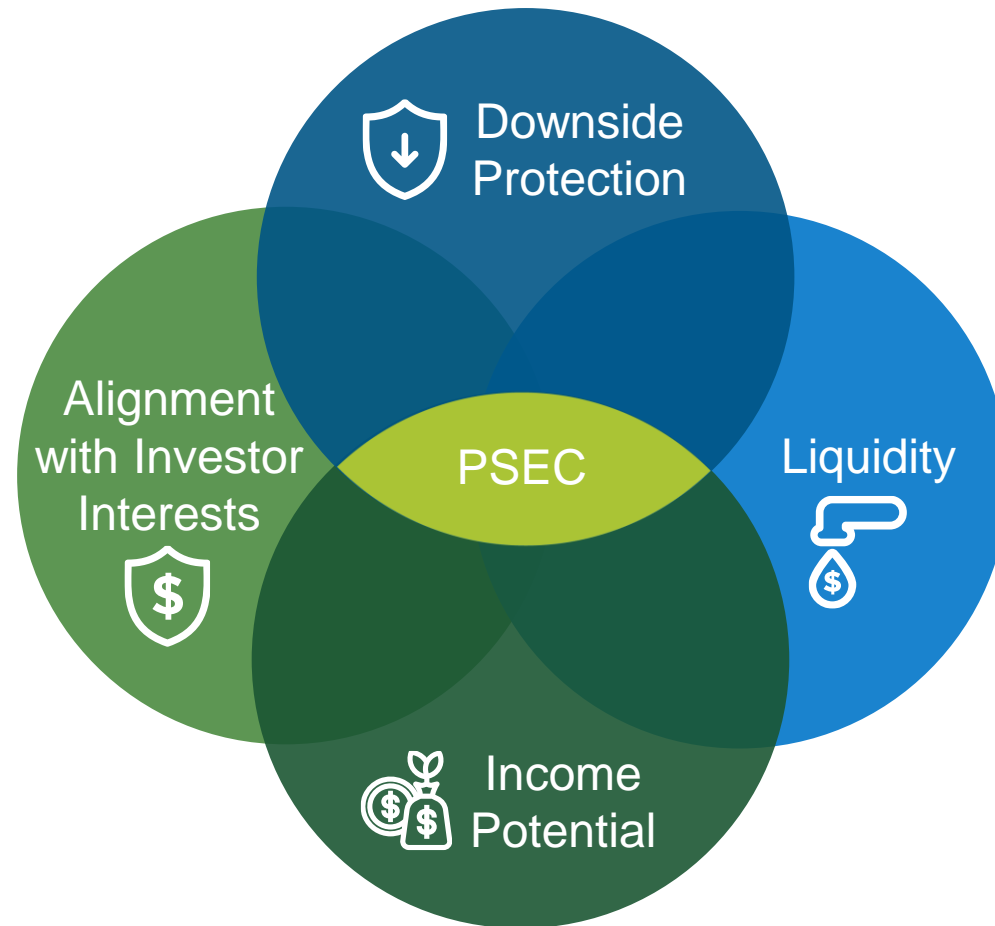 Downside
Protection
Alignment
with Investor
Interests
$
PSEC
Liquidity
$
Income
Potential
$
$